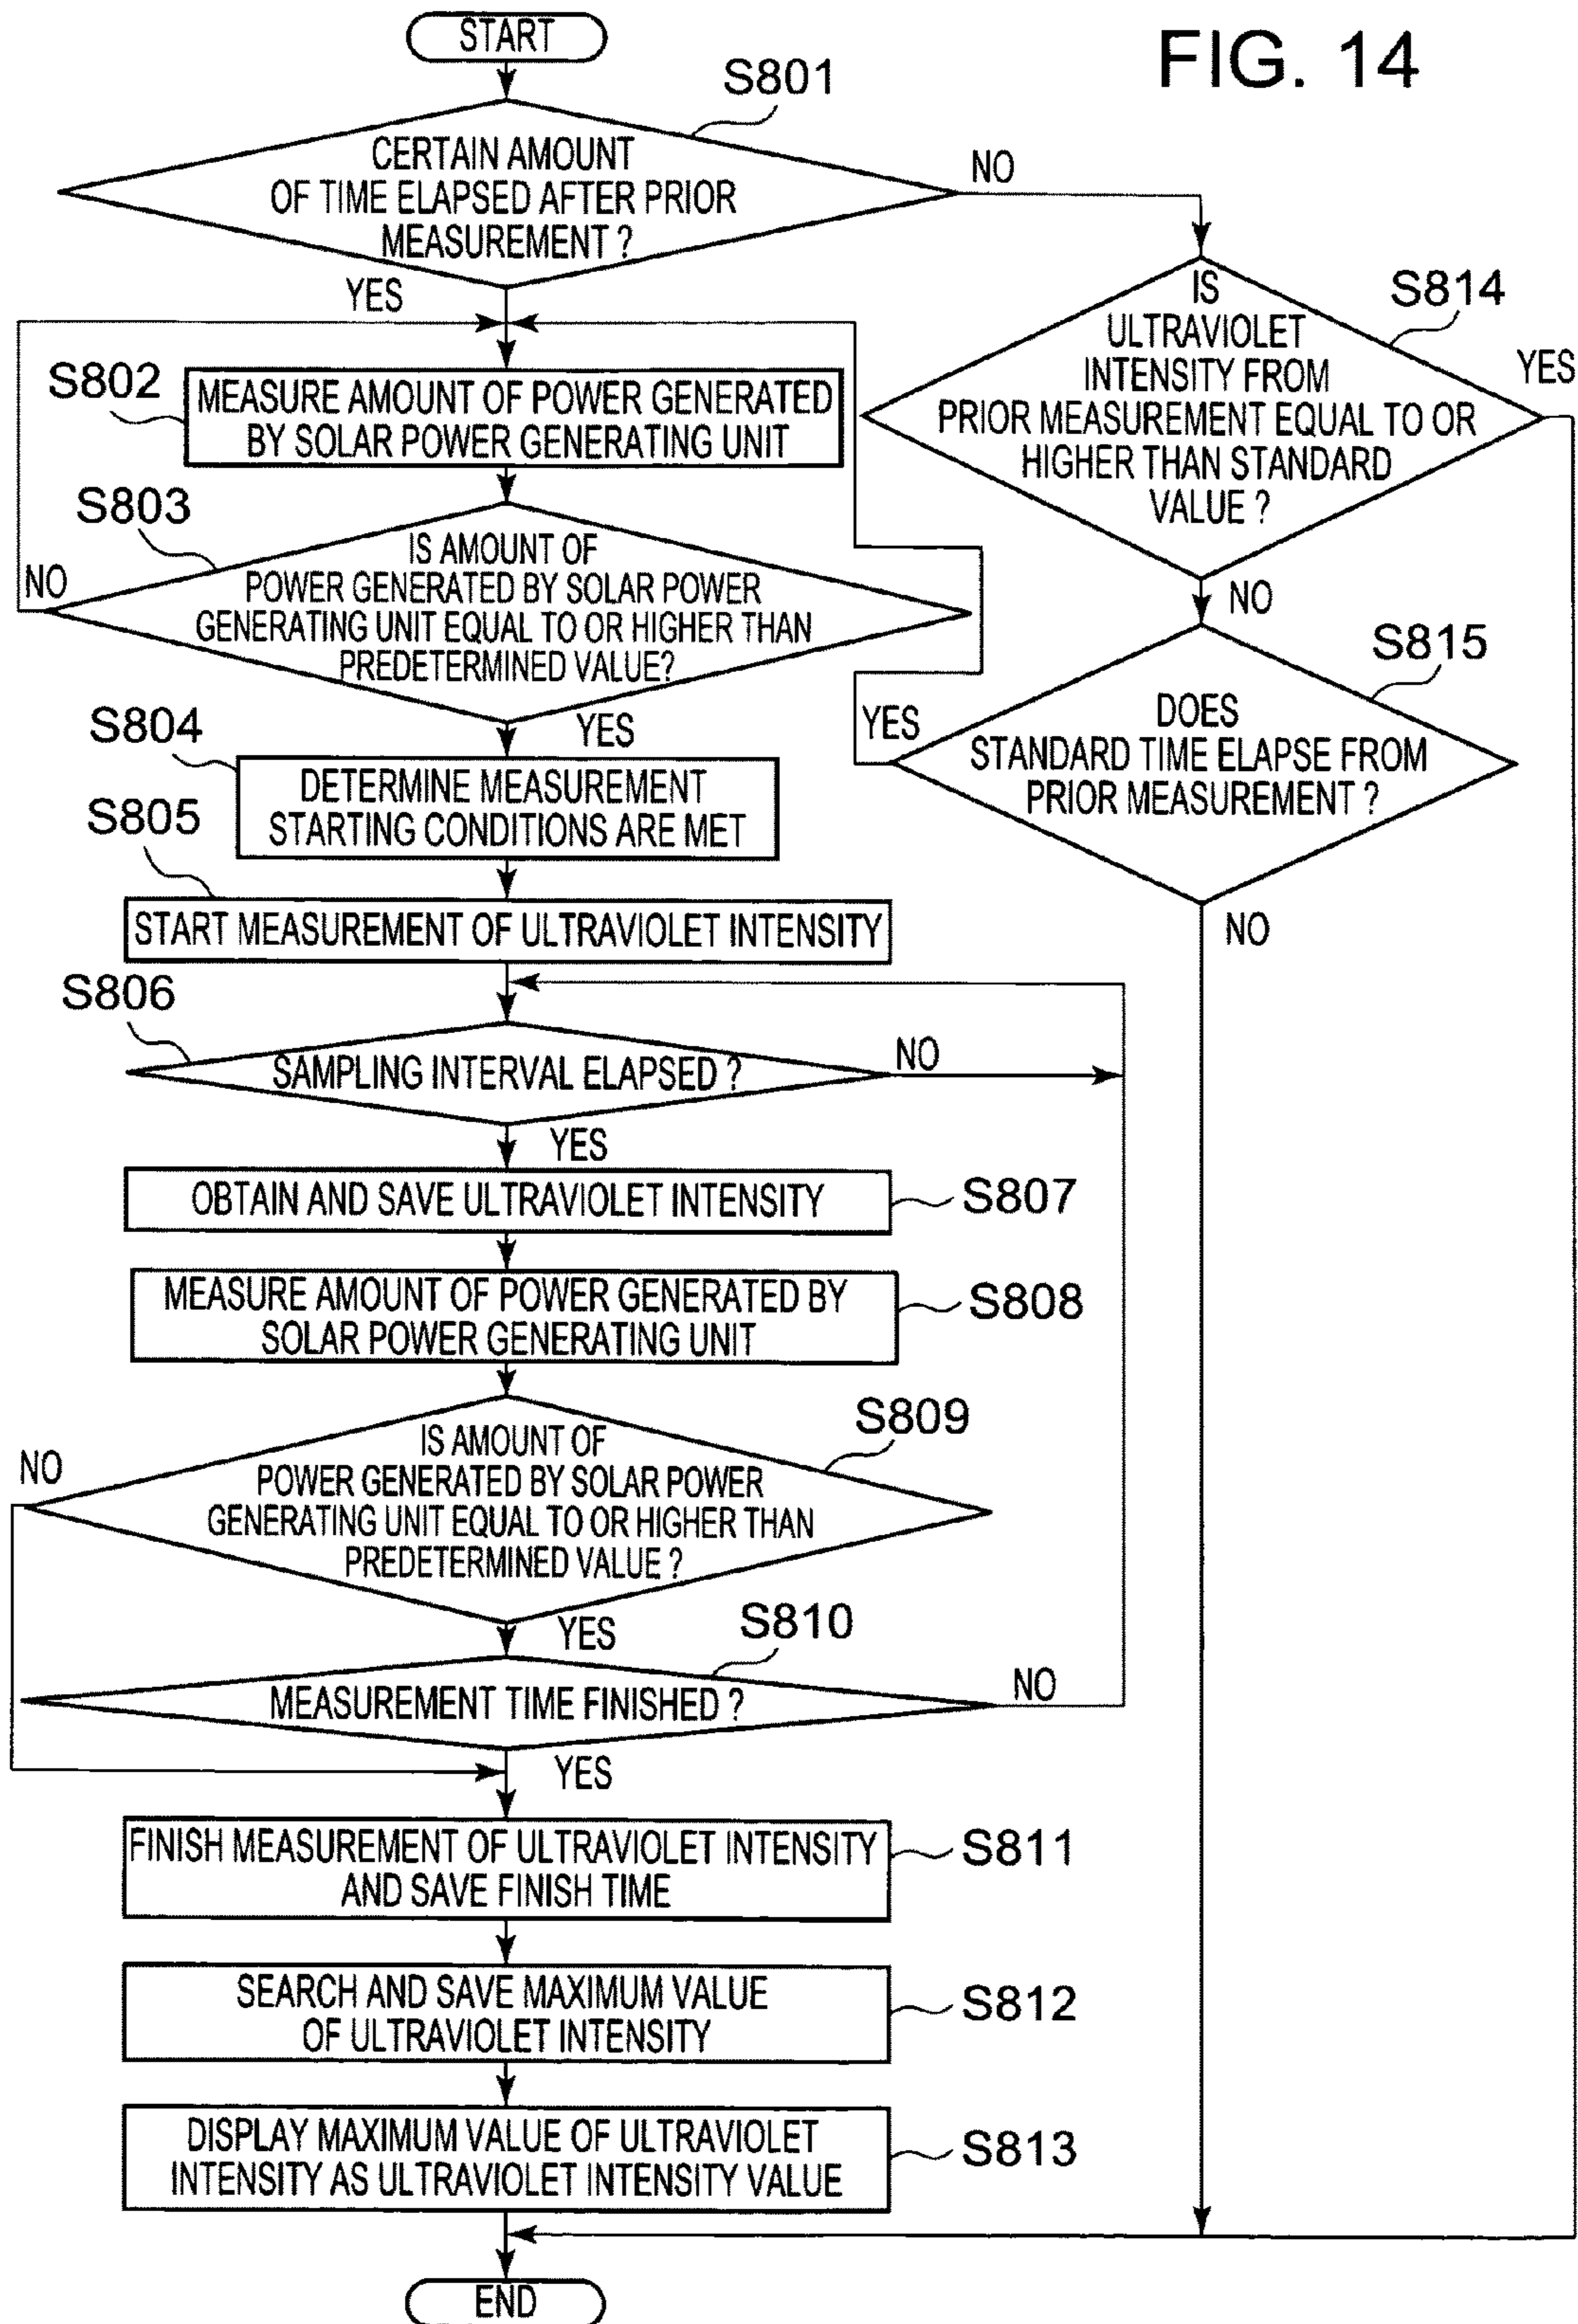 FIG. 14
START
S801
CERTAIN AMOUNT
OF TIME ELAPSED AFTER PRIOR
MEASUREMENT ?
NO
YES
S802
MEASURE AMOUNT OF POWER GENERATED
BY SOLAR POWER GENERATING UNIT
S803
IS AMOUNT OF
POWER GENERATED BY SOLAR POWER
GENERATING UNIT EQUAL TO OR HIGHER THAN
PREDETERMINED VALUE?
NO
YES
S804
DETERMINE MEASUREMENT
STARTING CONDITIONS ARE MET
S805
START MEASUREMENT OF ULTRAVIOLET INTENSITY
S806
SAMPLING INTERVAL ELAPSED ?
NO
YES
OBTAIN AND SAVE ULTRAVIOLET INTENSITY
S807
MEASURE AMOUNT OF POWER GENERATED BY
SOLAR POWER GENERATING UNIT
S808
S809
IS AMOUNT OF
POWER GENERATED BY SOLAR POWER
GENERATING UNIT EQUAL TO OR HIGHER THAN
PREDETERMINED VALUE ?
NO
YES
S810
MEASUREMENT TIME FINISHED ?
NO
YES
FINISH MEASUREMENT OF ULTRAVIOLET INTENSITY
AND SAVE FINISH TIME
S811
SEARCH AND SAVE MAXIMUM VALUE
OF ULTRAVIOLET INTENSITY
S812
DISPLAY MAXIMUM VALUE OF ULTRAVIOLET
INTENSITY AS ULTRAVIOLET INTENSITY VALUE
S813
END
S814
IS
ULTRAVIOLET
INTENSITY FROM
PRIOR MEASUREMENT EQUAL TO OR
HIGHER THAN STANDARD
VALUE ?
YES
NO
S815
DOES
STANDARD TIME ELAPSE FROM
PRIOR MEASUREMENT ?
YES
NO